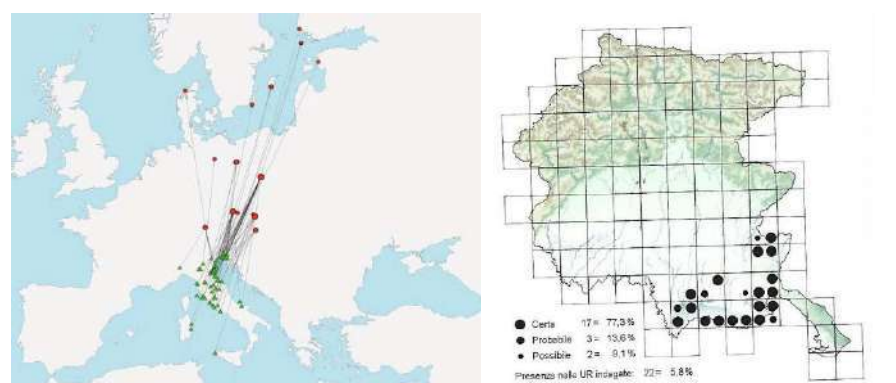 Certa 17 = 77,3%
Probabile 3 = 13,6%
Possibile 2 = 9,1%
Presenza nelle UR indagate: 22 = 5,8%